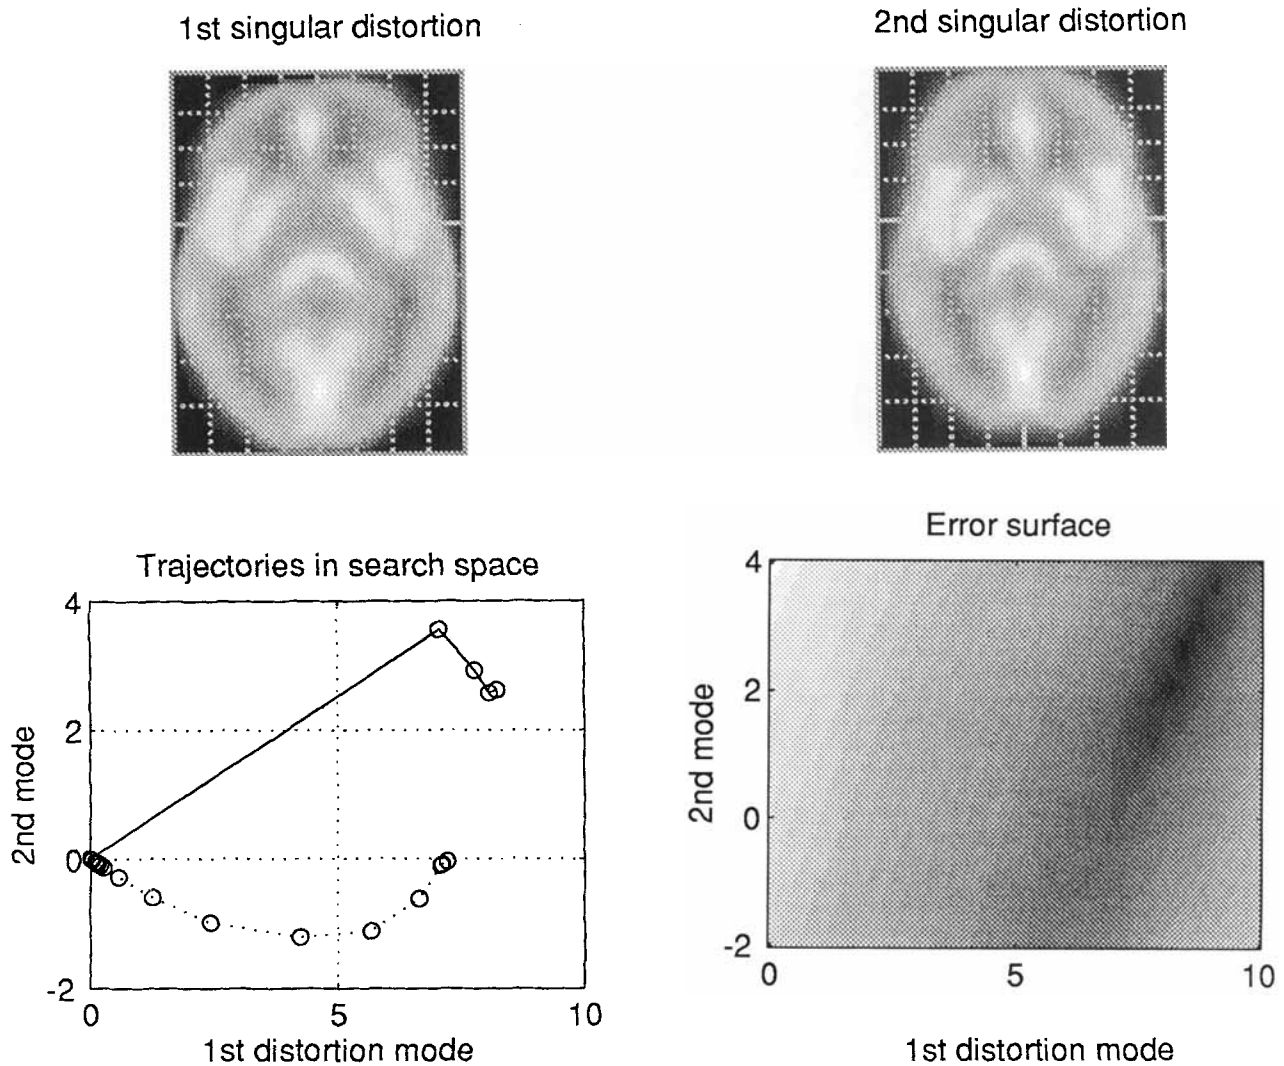 1st singular distortion
2nd singular distortion
Trajectories in search space
4
2
0
-2
0 5 10
2nd mode
1st distortion mode
Error surface
4
2
0
-2
0 5 10
2nd mode
1st distortion mode